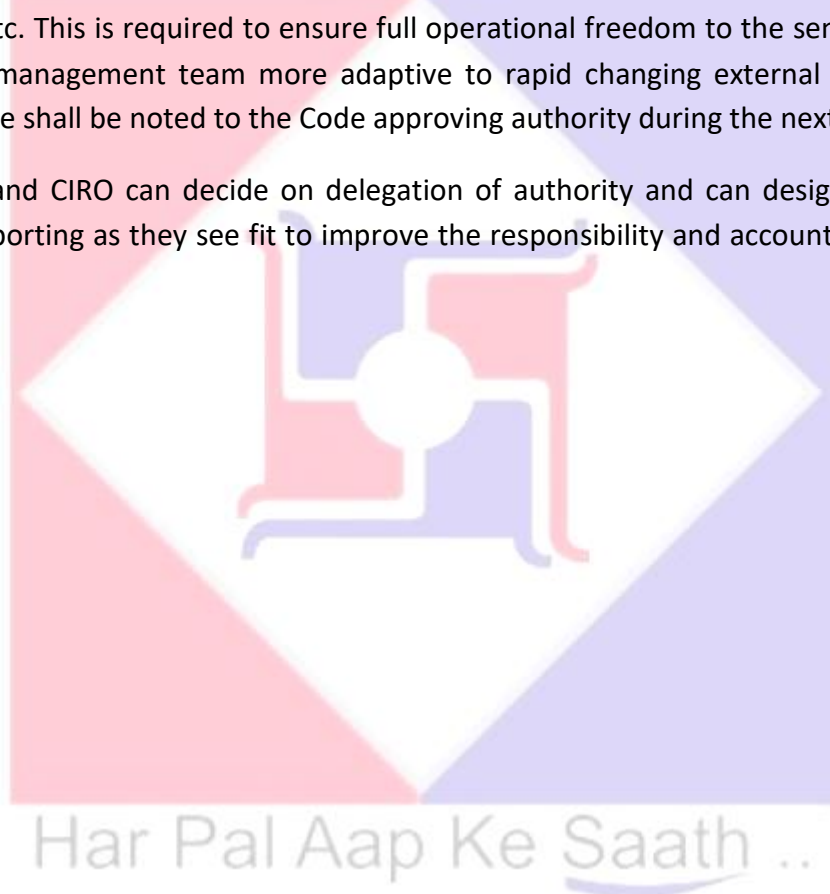 tc. This is required to ensure full operational freedom to the ser
management team more adaptive to rapid changing external
e shall be noted to the Code approving authority during the next
and CIRO can decide on delegation of authority and can desig
porting as they see fit to improve the responsibility and account
Har Pal Aap Ke Saath ..